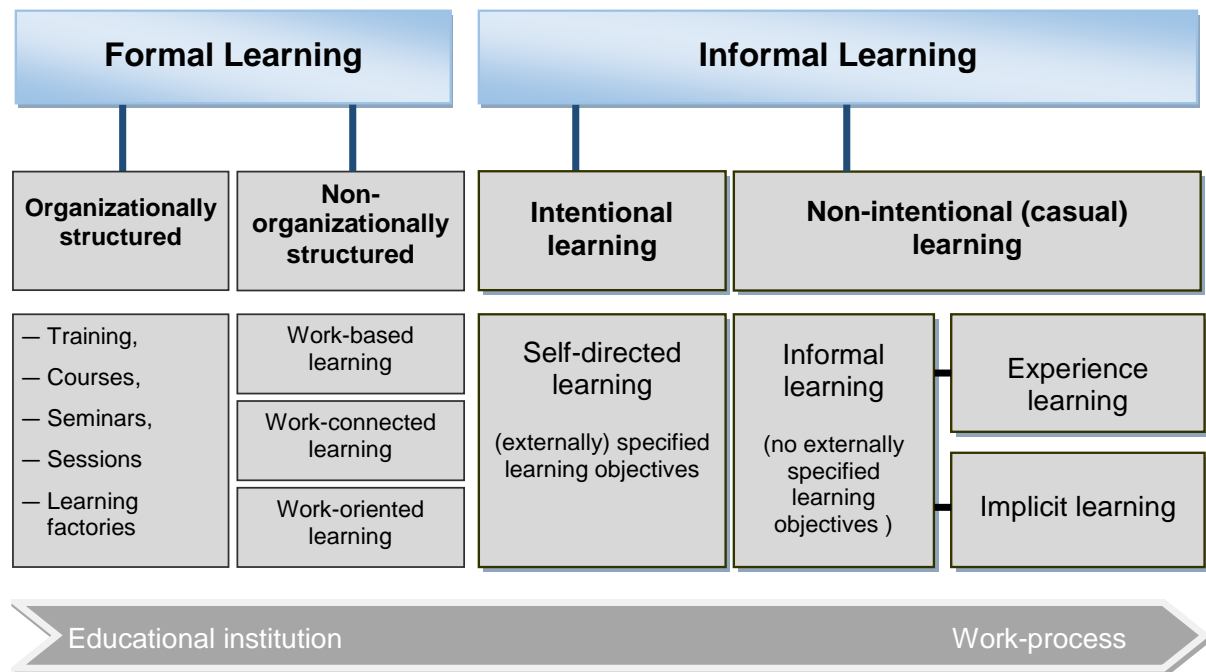 Formal Learning
Informal Learning
Organizationally
structured
Non-
organizationally
structured
Intentional
learning
Non-intentional (casual)
learning
— Training,
— Courses,
— Seminars,
— Sessions
— Learning
factories
Work-based
learning
Work-connected
learning
Work-oriented
learning
Self-directed
learning
(externally) specified
learning objectives
Informal
learning
(no externally
specified
learning
objectives )
Experience
learning
Implicit learning
Educational institution
Work-process